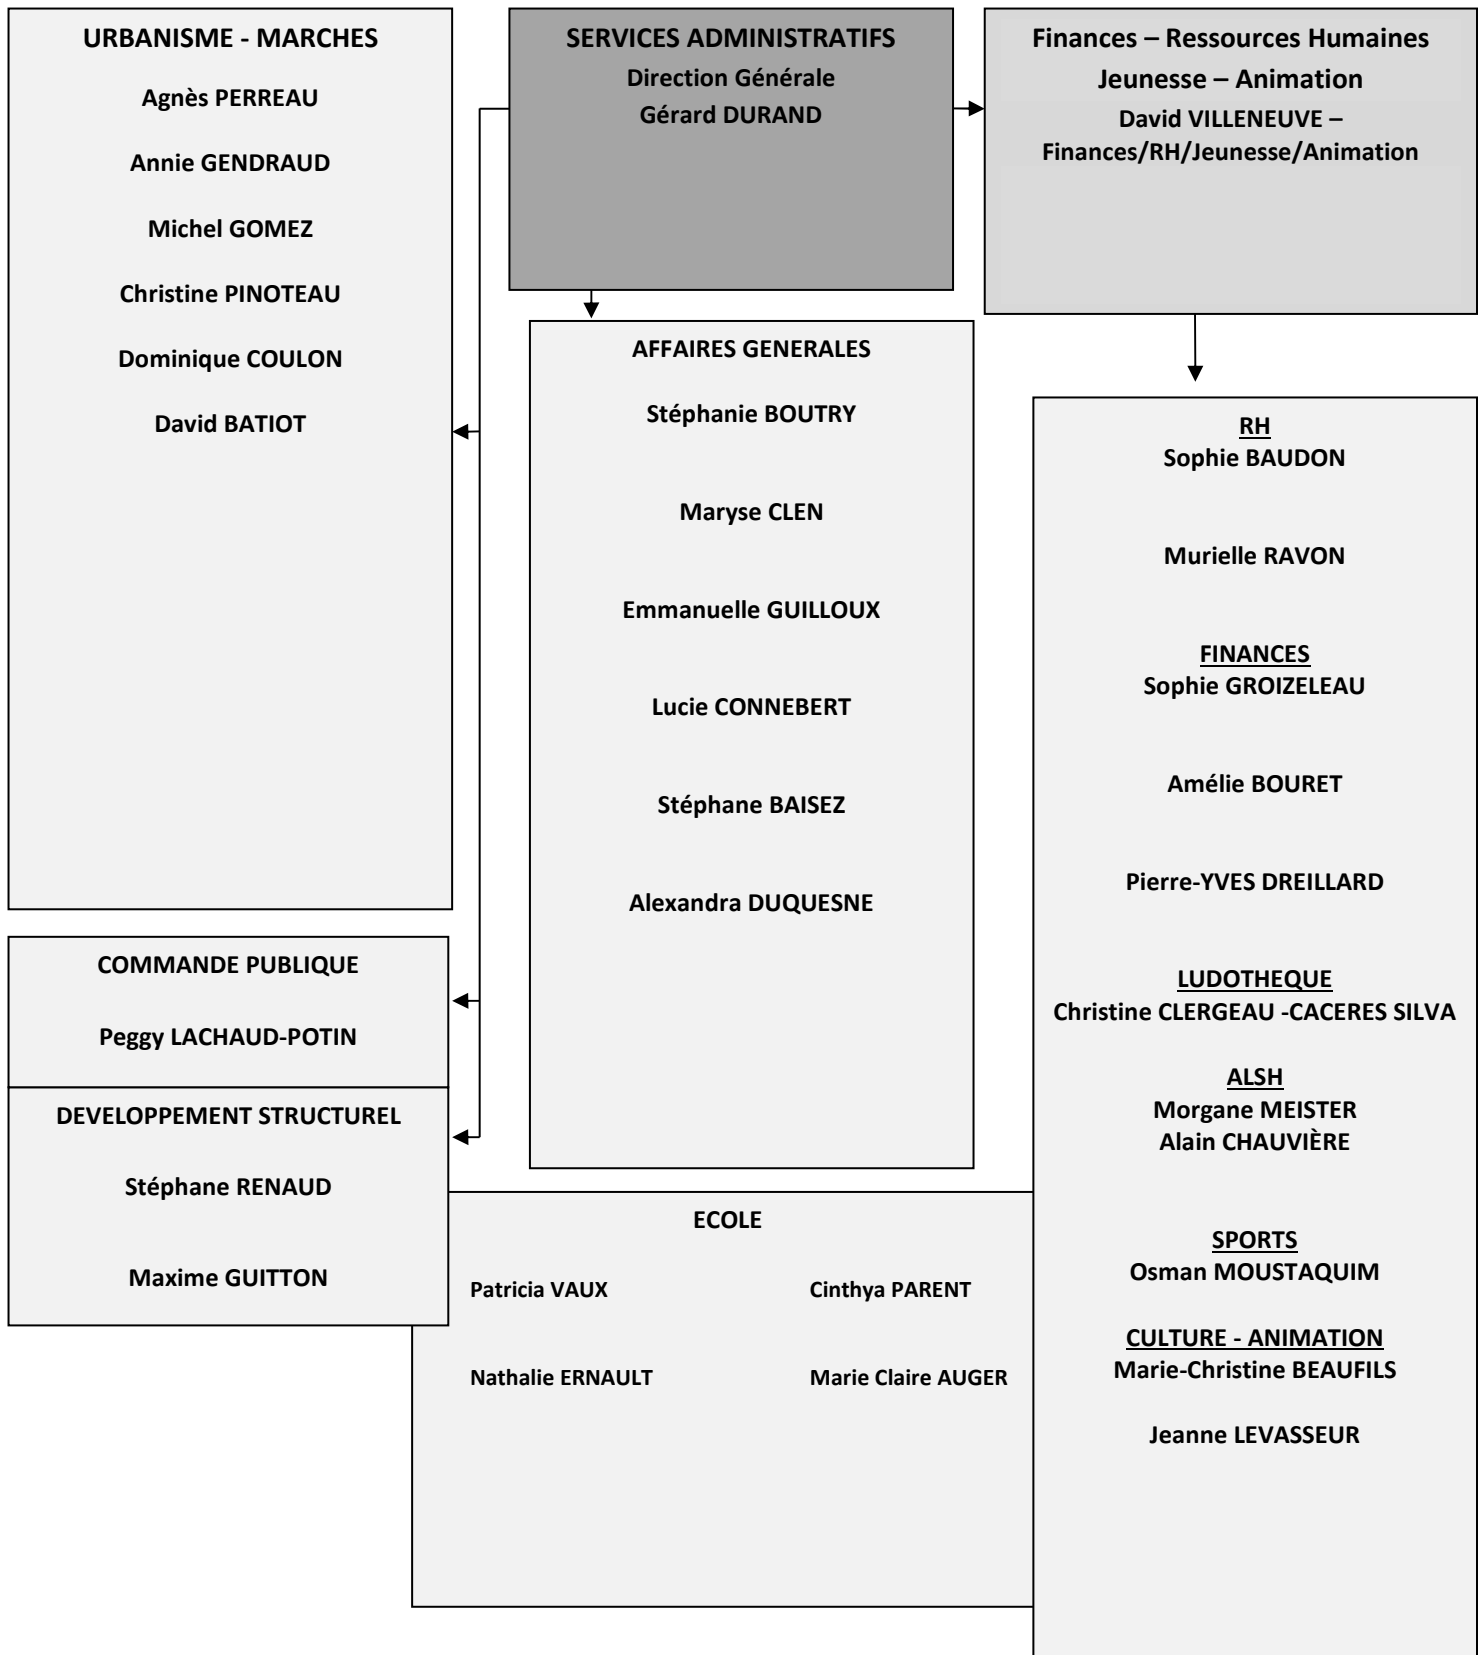 URBANISME - MARCHES
Agnès PERREAU
Annie GENDRAUD
Michel GOMEZ
Christine PINOTEAU
Dominique COULON
David BATIOT
SERVICES ADMINISTRATIFS
Direction Générale
Gérard DURAND
Finances – Ressources Humaines
Jeunesse – Animation
David VILLENEUVE –
Finances/RH/Jeunesse/Animation
AFFAIRES GENERALES
Stéphanie BOUTRY
Maryse CLEN
Emmanuelle GUILLOUX
Lucie CONNEBERT
Stéphane BAISEZ
Alexandra DUQUESNE
RH
Sophie BAUDON
Murielle RAVON
FINANCES
Sophie GROIZELEAU
Amélie BOURET
Pierre-YVES DREILLARD
LUDOTHEQUE
Christine CLERGEAU -CACERES SILVA
ALSH
Morgane MEISTER
Alain CHAUVIÈRE
SPORTS
Osman MOUSTAQUIM
CULTURE - ANIMATION
Marie-Christine BEAUFILS
Jeanne LEVASSEUR
COMMANDE PUBLIQUE
Peggy LACHAUD-POTIN
DEVELOPPEMENT STRUCTUREL
Stéphane RENAUD
Maxime GUITTON
ECOLE
Patricia VAUX
Cinthya PARENT
Nathalie ERNAULT
Marie Claire AUGER